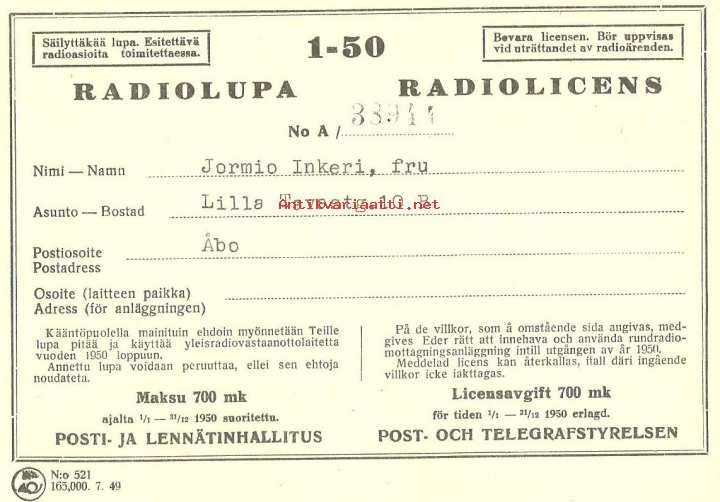 Säilyttäkää lupa. Esitettävä
radioasioita toimitettaessa.
1-50
Bevara licensen. Bör uppvisas
vid uträttandet av radioärenden.
RADIOLUPA
RADIOLICENS
No A / 38944
Nimi — Namn Jormio Inkeri, fru
Asunto — Bostad Lilla Tavastg.10 B.
Antikvariaatti.net
Postiosoite Åbo
Postadress
Osoite (laitteen paikka)
Adress (för anläggningen)
Kääntöpuolella mainituin ehdoin myönnetään Teille
lupa pitää ja käyttää yleisradiovastaanottolaitetta
vuoden 1950 loppuun.
Annettu lupa voidaan peruuttaa, ellei sen ehtoja
noudateta.
Maksu 700 mk
ajalta 1/1 — 31/12 1950 suoritettu.
POSTI- JA LENNÄTINHALLITUS
På de villkor, som å omstående sida angivas, med-
gives Eder rätt att innehava och använda rundradio-
mottagningsanläggning intill utgången av år 1950.
Meddelad licens kan återkallas, ifall däri ingående
villkor icke iakttagas.
Licensavgift 700 mk
för tiden 1/1 — 31/12 1950 erlagd.
POST- OCH TELEGRAFSTYRELSEN
N:o 521
165,000. 7. 49